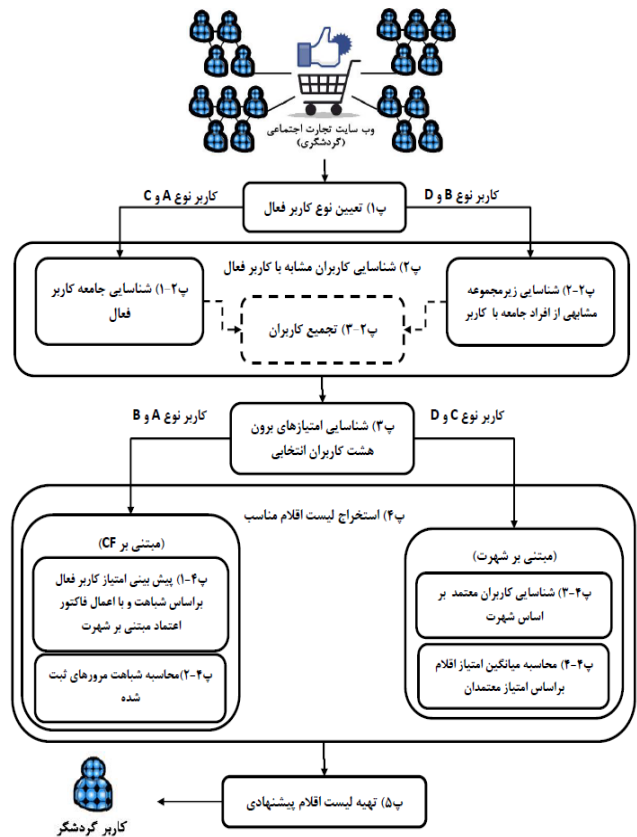 وب سایت تجارت اجتماعی
(گردشگری)
پ۱) تعیین نوع کاربر فعال
کاربر نوع B و D
کاربر نوع A و C
پ۲) شناسایی کاربران مشابه با کاربر فعال
پ۲-۲) شناسایی زیرمجموعه
مشابهی از افراد جامعه با کاربر
پ۲-۱) شناسایی جامعه کاربر
فعال
پ۲-۳) تجمیع کاربران
پ۳) شناسایی امتیازهای برون
هشت کاربران انتخابی
کاربر نوع C و D
کاربر نوع A و B
پ۴) استخراج لیست اقلام مناسب
(مبتنی بر شهرت)
پ۴-۳) شناسایی کاربران معتمد بر
اساس شهرت
پ۴-۴) محاسبه میانگین امتیاز اقلام
براساس امتیاز معتمدان
(مبتنی بر CF)
پ۴-۱) پیش بینی امتیاز کاربر فعال
براساس شباهت و با اعمال فاکتور
اعتماد مبتنی بر شهرت
پ۴-۲)محاسبه شباهت مرورهای ثبت
شده
پ۵) تهیه لیست اقلام پیشنهادی
کاربر گردشگر